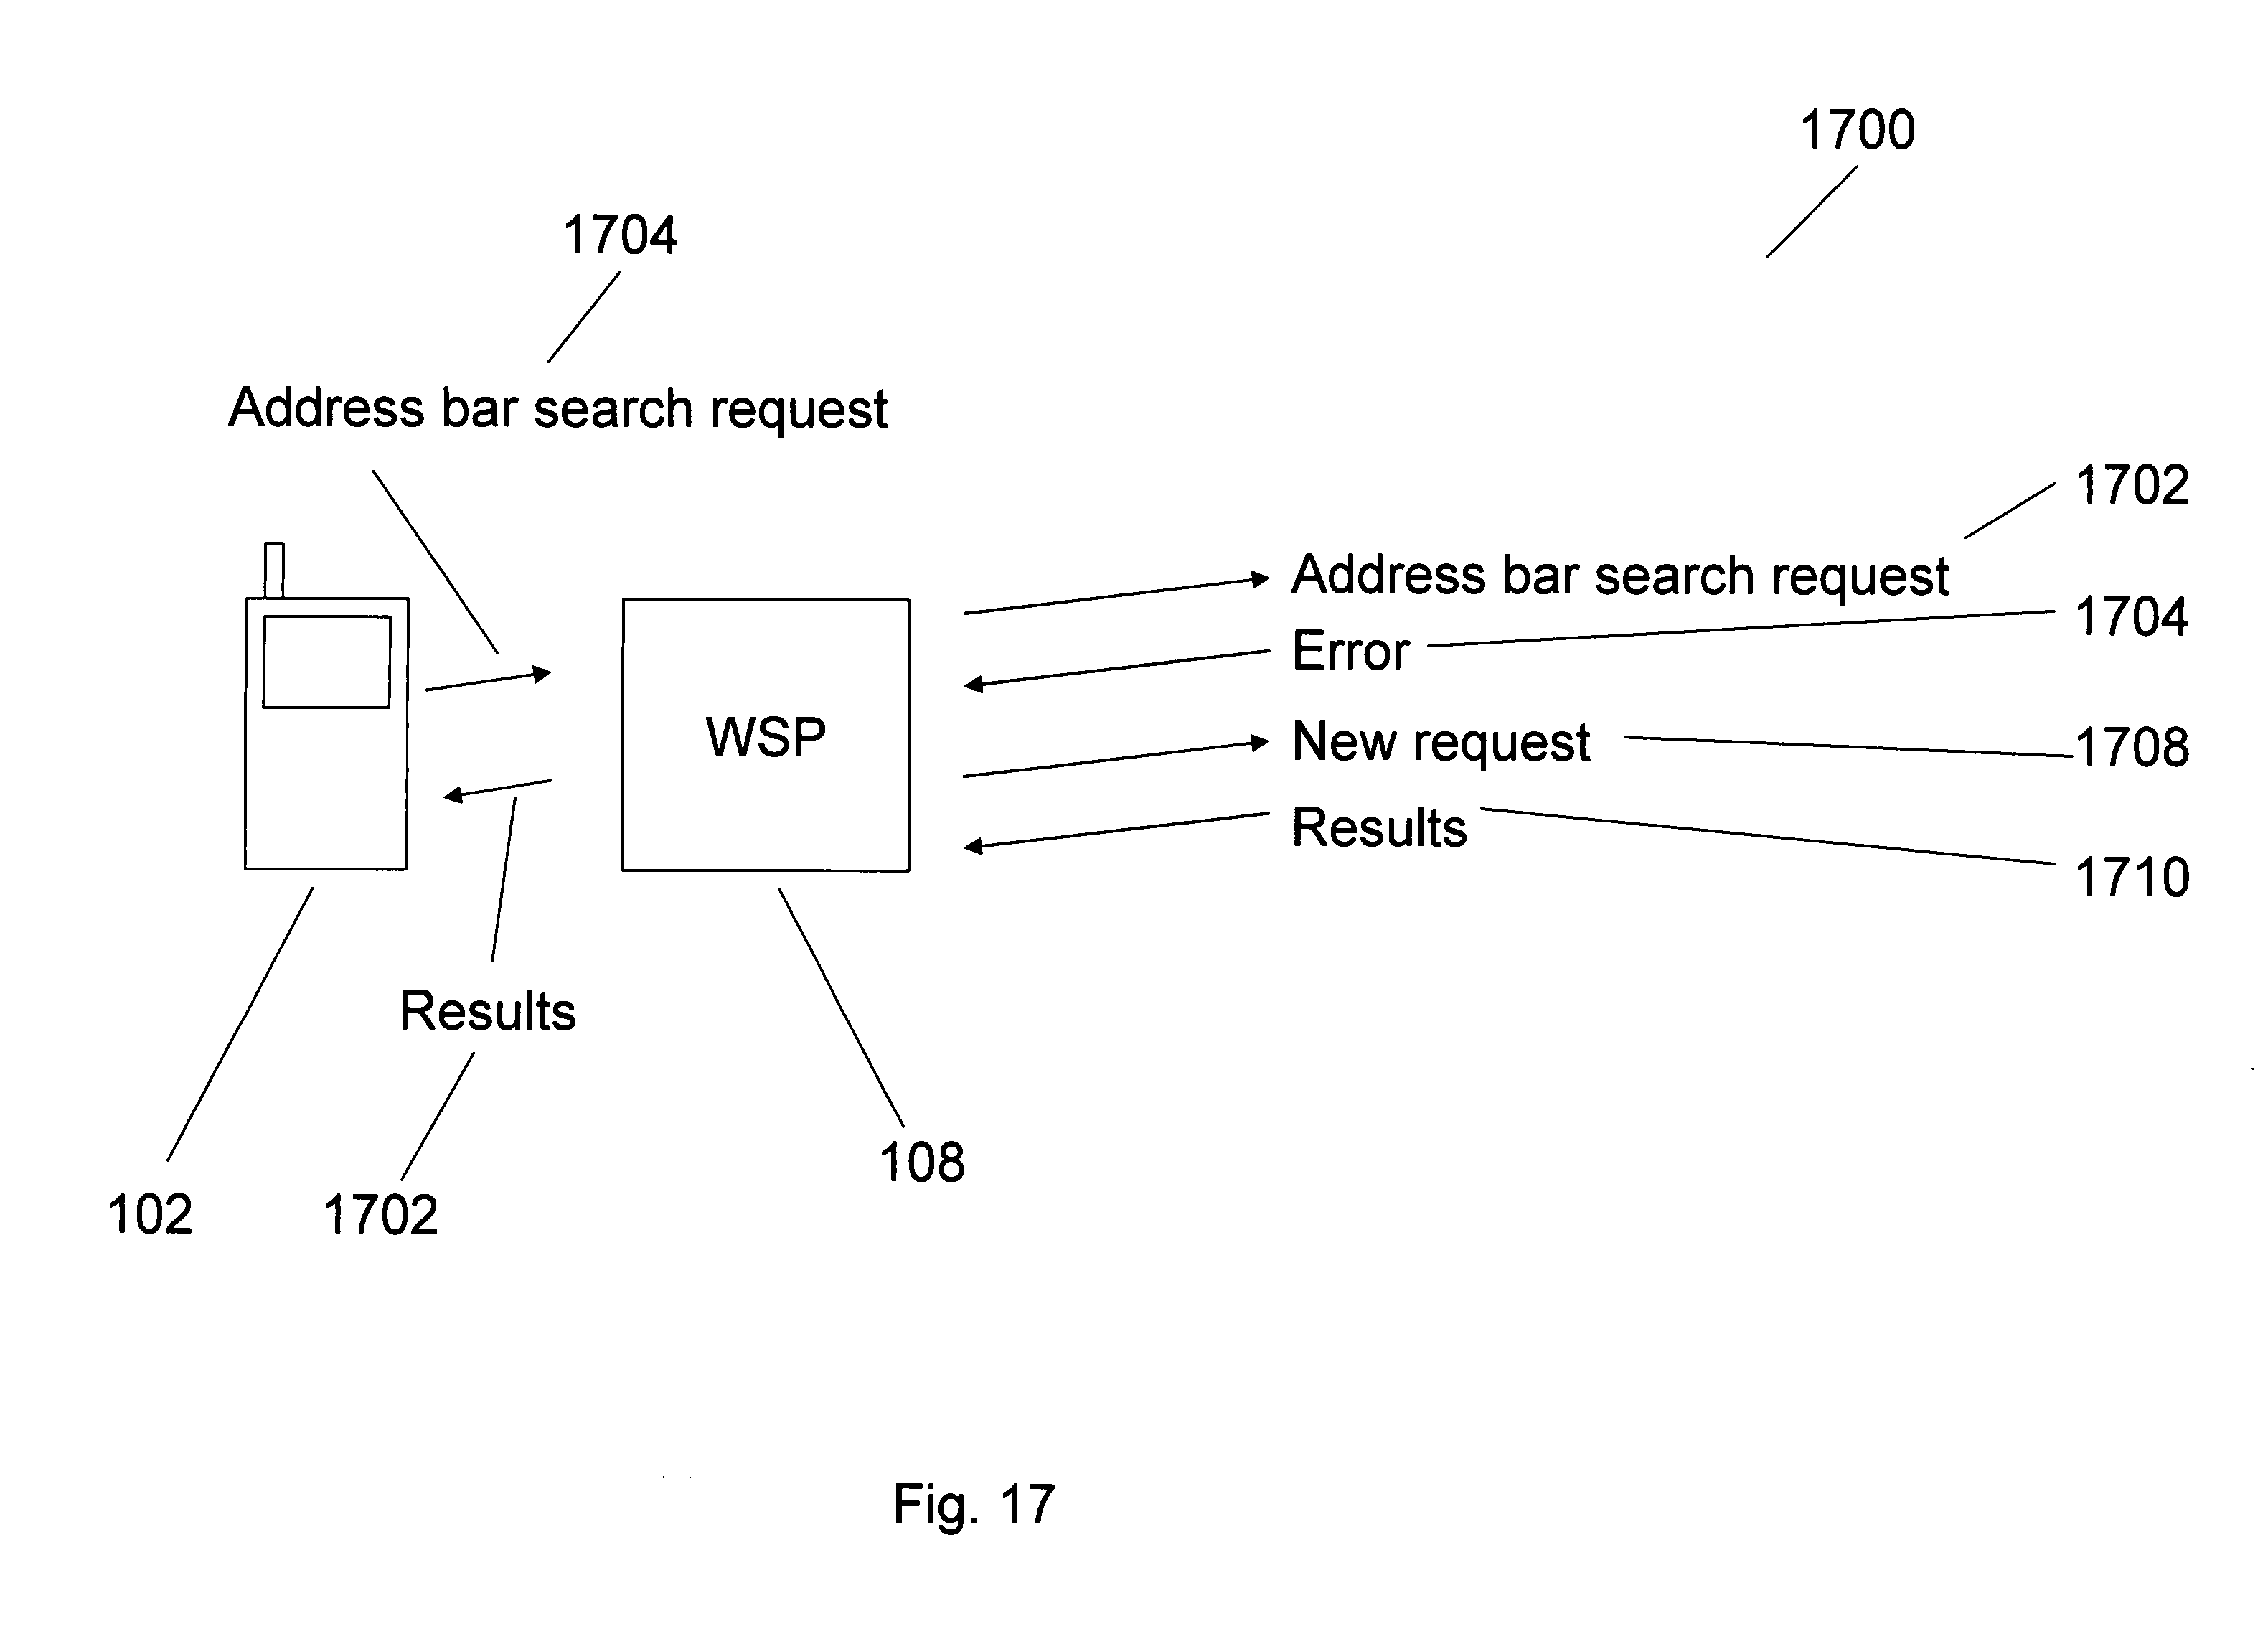 1700
1704
Address bar search request
1702
Address bar search request
1704
Error
WSP
New request
1708
Results
1710
Results
108
102
1702
Fig. 17